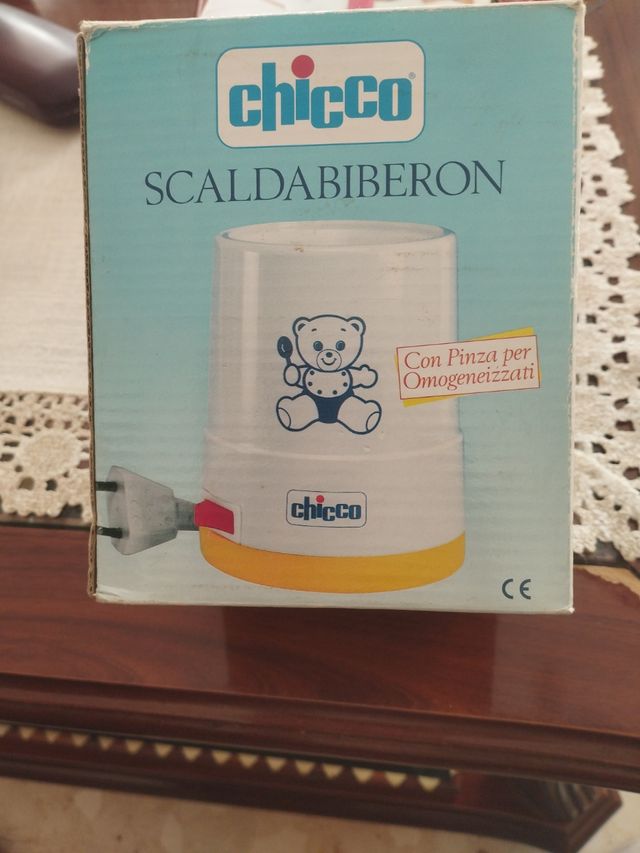 chicco
SCALDABIBERON
Con Pinza per
Omogeneizzati
chicco
CE